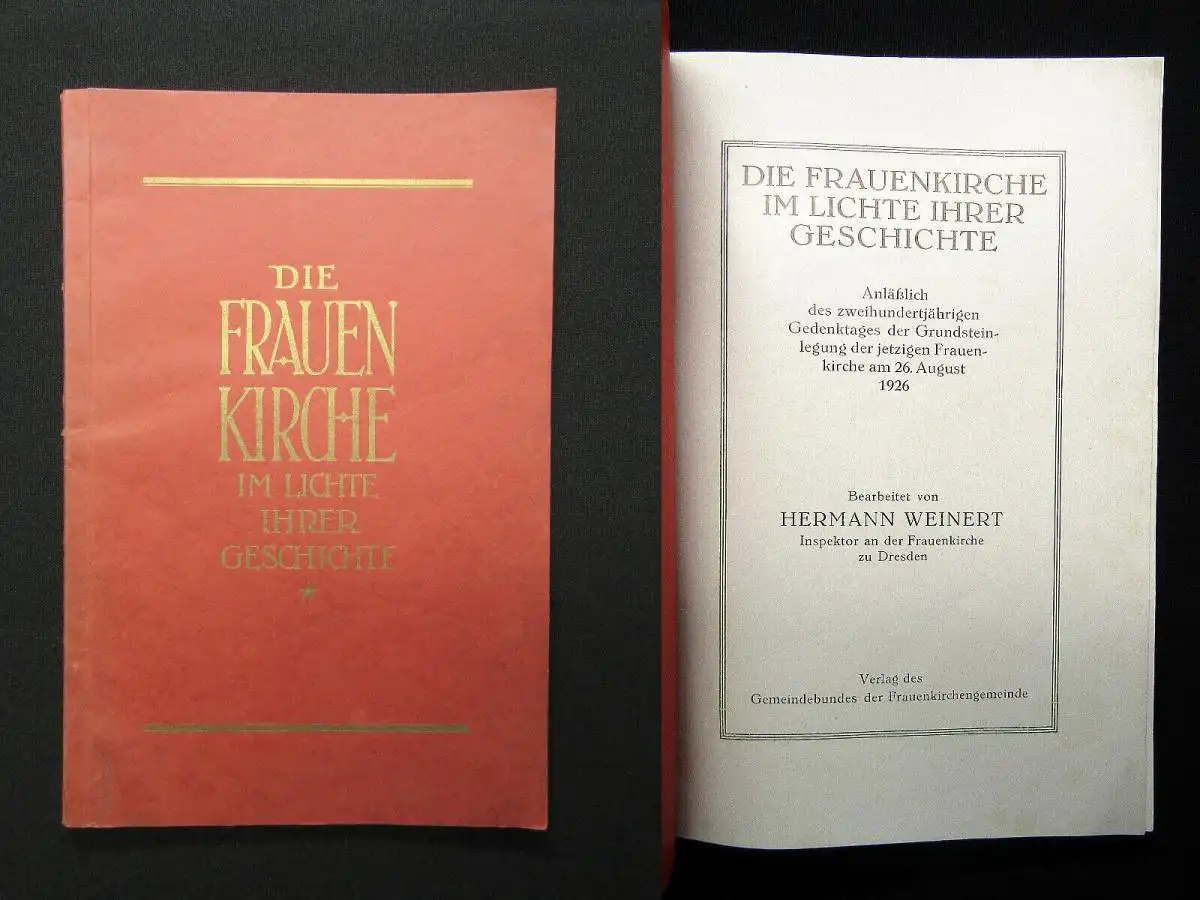 DIE
FRAUEN
KIRCHE
IM LICHTE
IHRER
GESCHICHTE
DIE FRAUENKIRCHE
IM LICHTE IHRER
GESCHICHTE
Anläßlich
des zweihundertjährigen
Gedenktages der Grundstein-
legung der jetzigen Frauen-
kirche am 26. August
1926
Bearbeitet von
HERMANN WEINERT
Inspektor an der Frauenkirche
zu Dresden
Verlag des
Gemeindebundes der Frauenkirchengemeinde